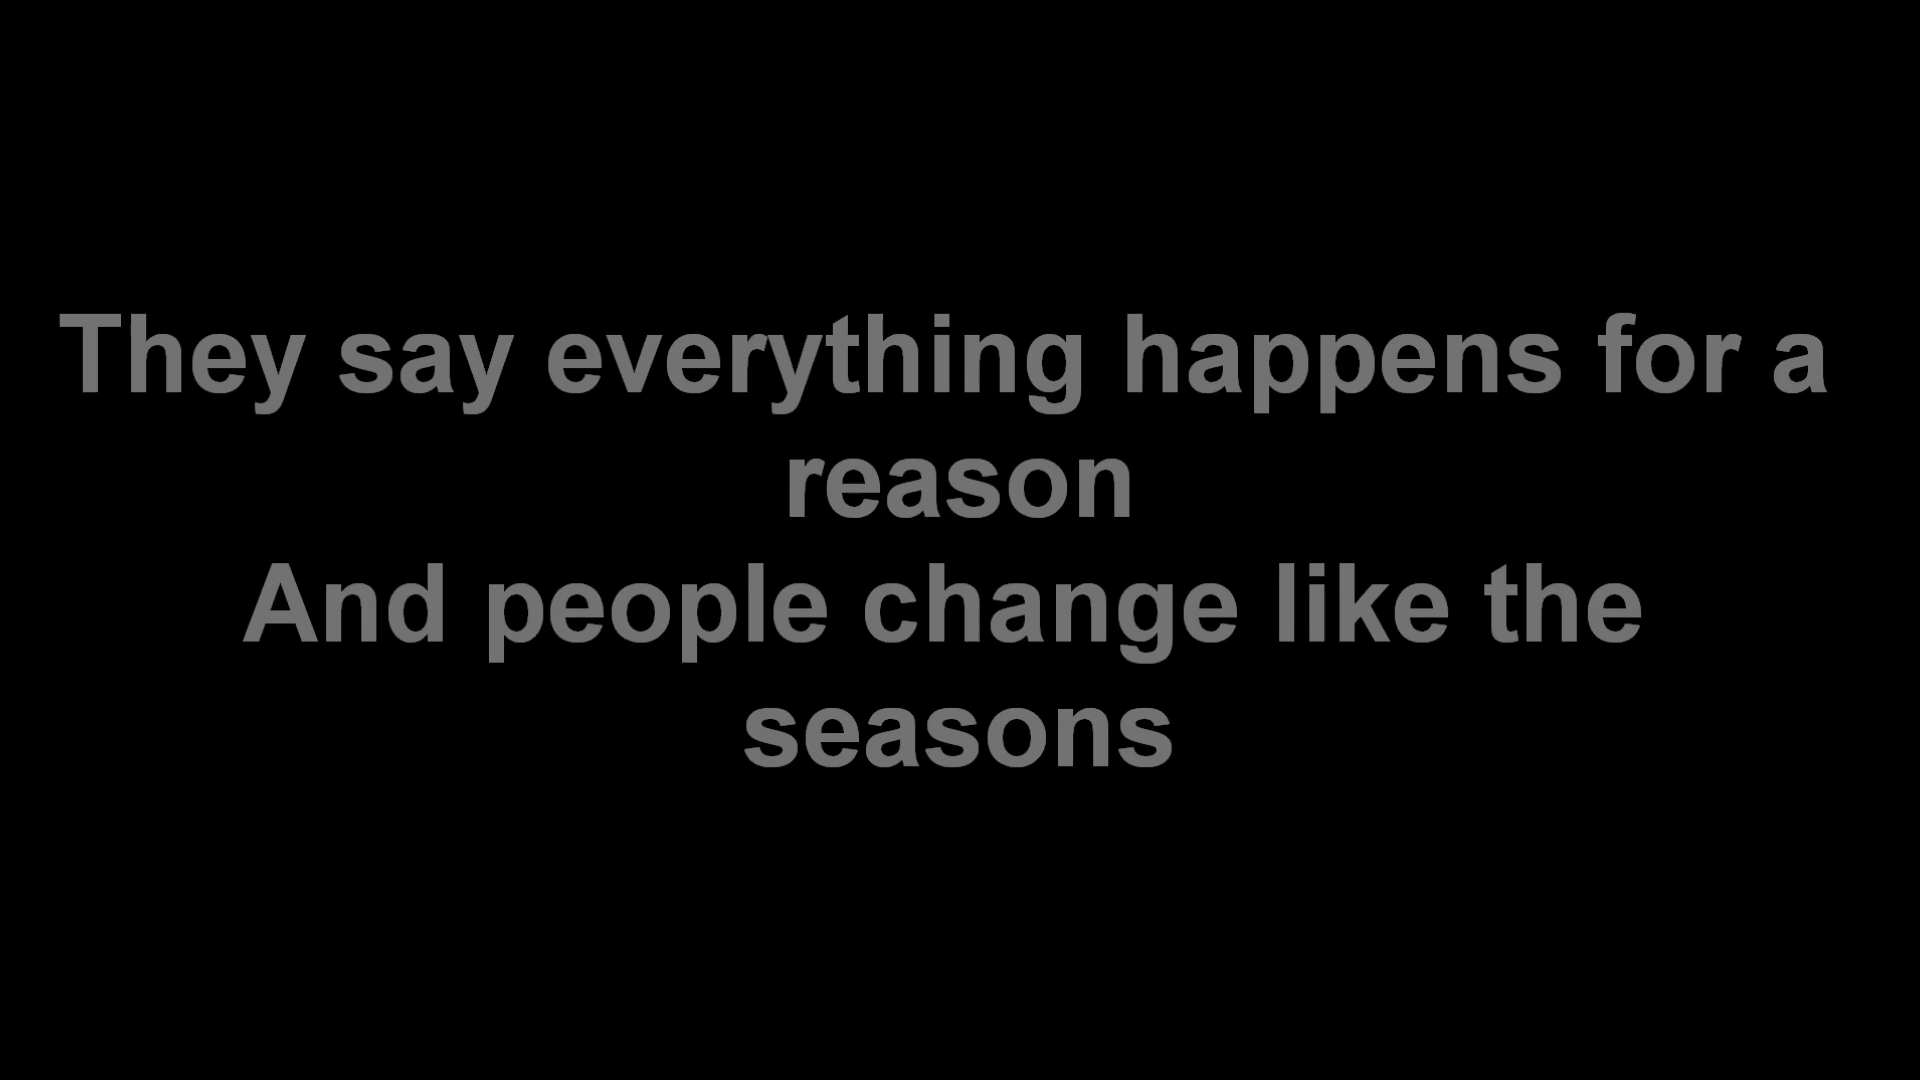 They say everything happens for a
reason
And people change like the
seasons